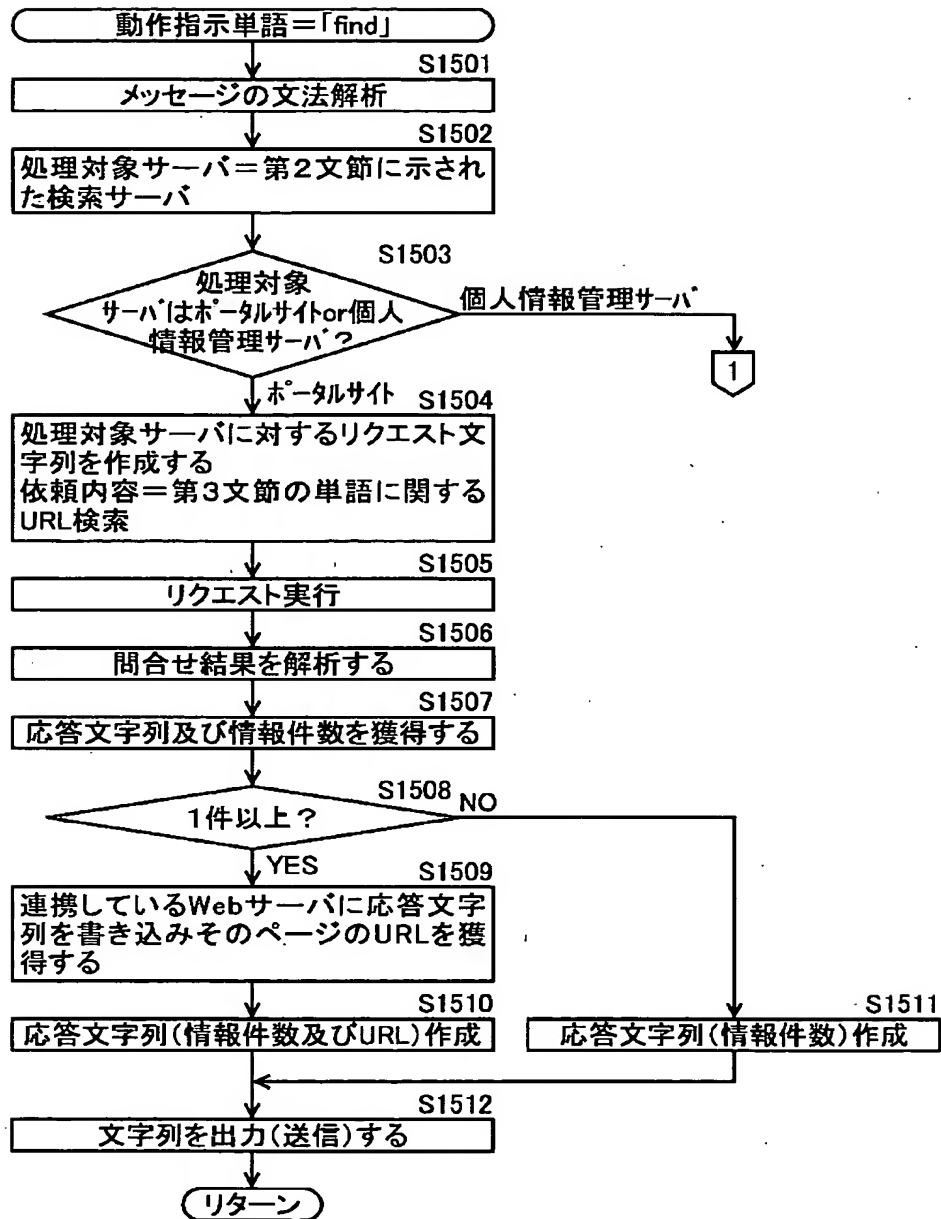 動作指示単語=「find」
S1501
メッセージの文法解析
S1502
処理対象サーバ=第2文節に示され
た検索サーバ
S1503
処理対象
サーバはポータルサイトor個人
情報管理サーバ?
個人情報管理サーバ
1
ポータルサイト
S1504
処理対象サーバに対するリクエスト文
字列を作成する
依頼内容=第3文節の単語に関する
URL検索
S1505
リクエスト実行
S1506
問合せ結果を解析する
S1507
応答文字列及び情報件数を獲得する
S1508
1件以上?
NO
YES
S1509
連携しているWebサーバに応答文字
列を書き込みそのページのURLを獲
得する
S1510
応答文字列(情報件数及びURL)作成
S1511
応答文字列(情報件数)作成
S1512
文字列を出力(送信)する
リターン